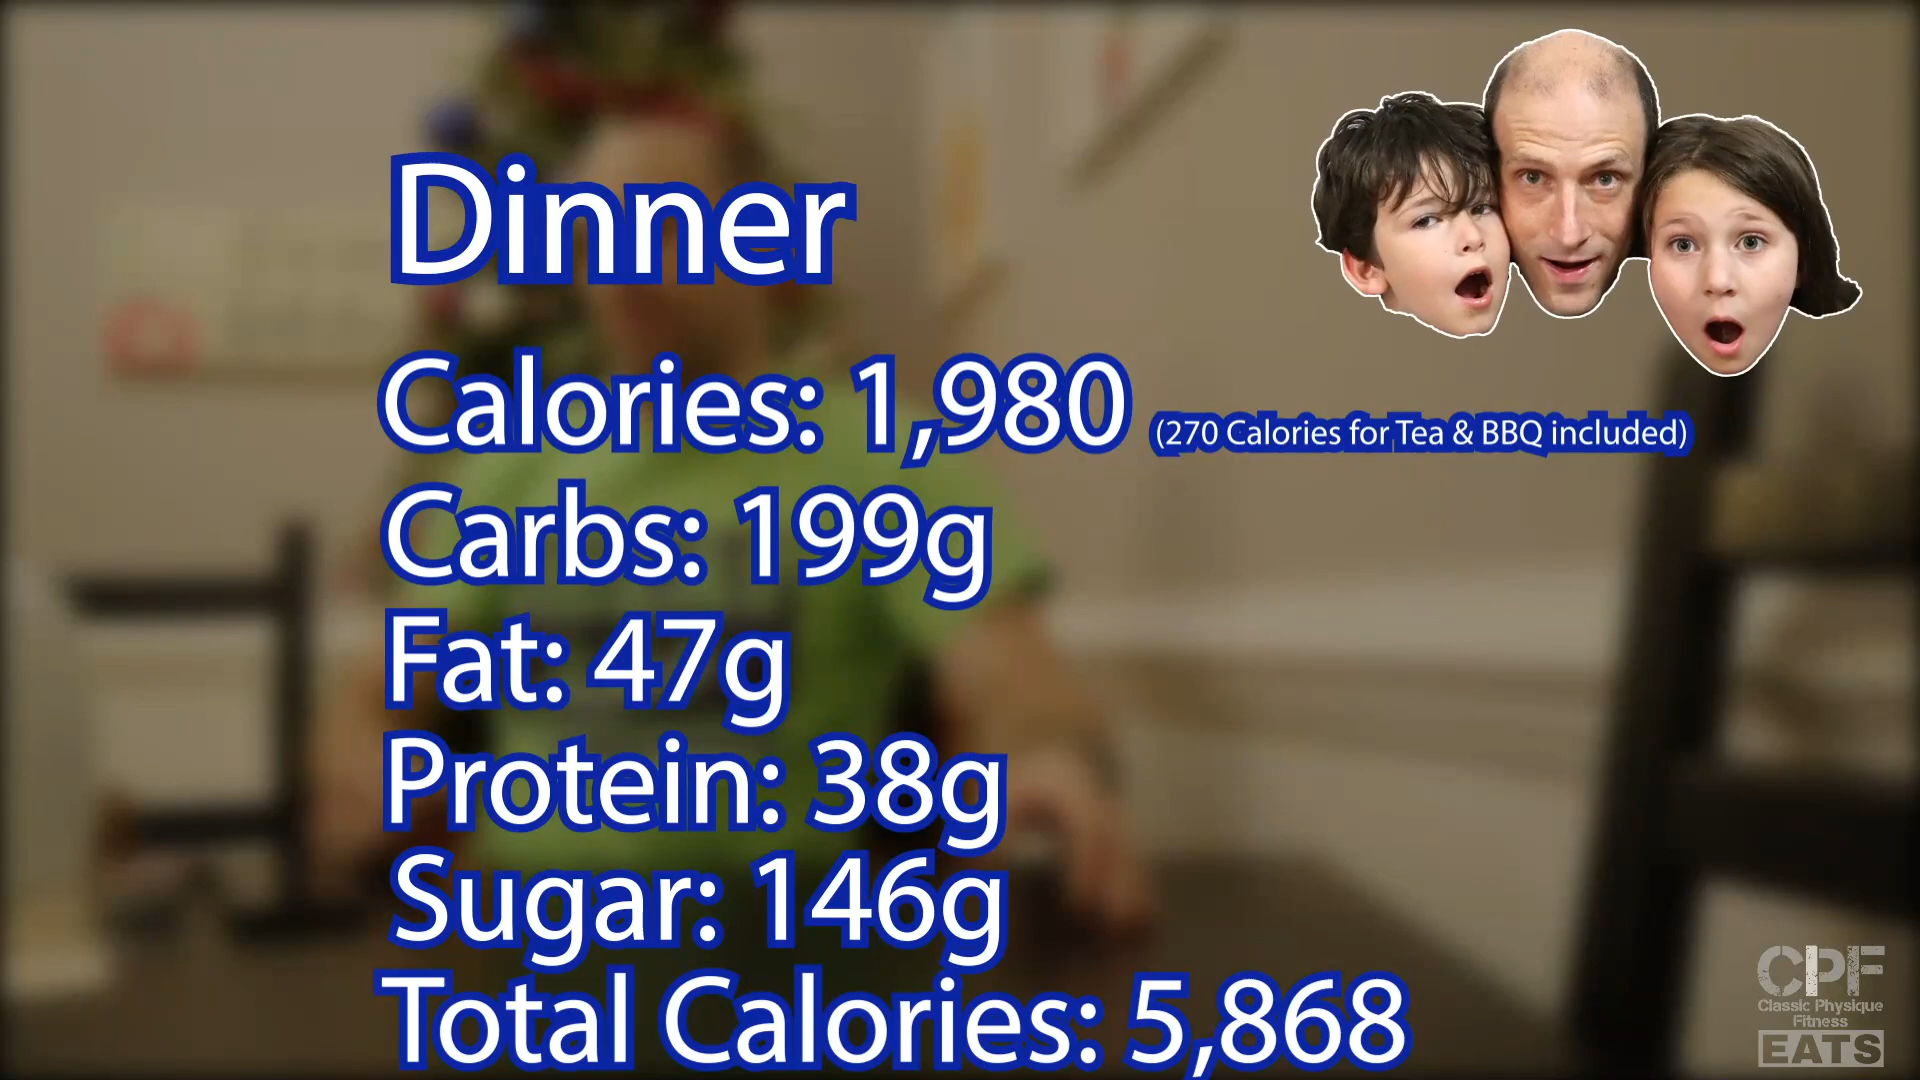 Dinner
Calories: 1,980 (270 Calories for Tea & BBQ included)
Carbs: 199g
Fat: 47g
Protein: 38g
Sugar: 146g
Total Calories: 5,868
CPF
Classic Physique
Fitness
EATS